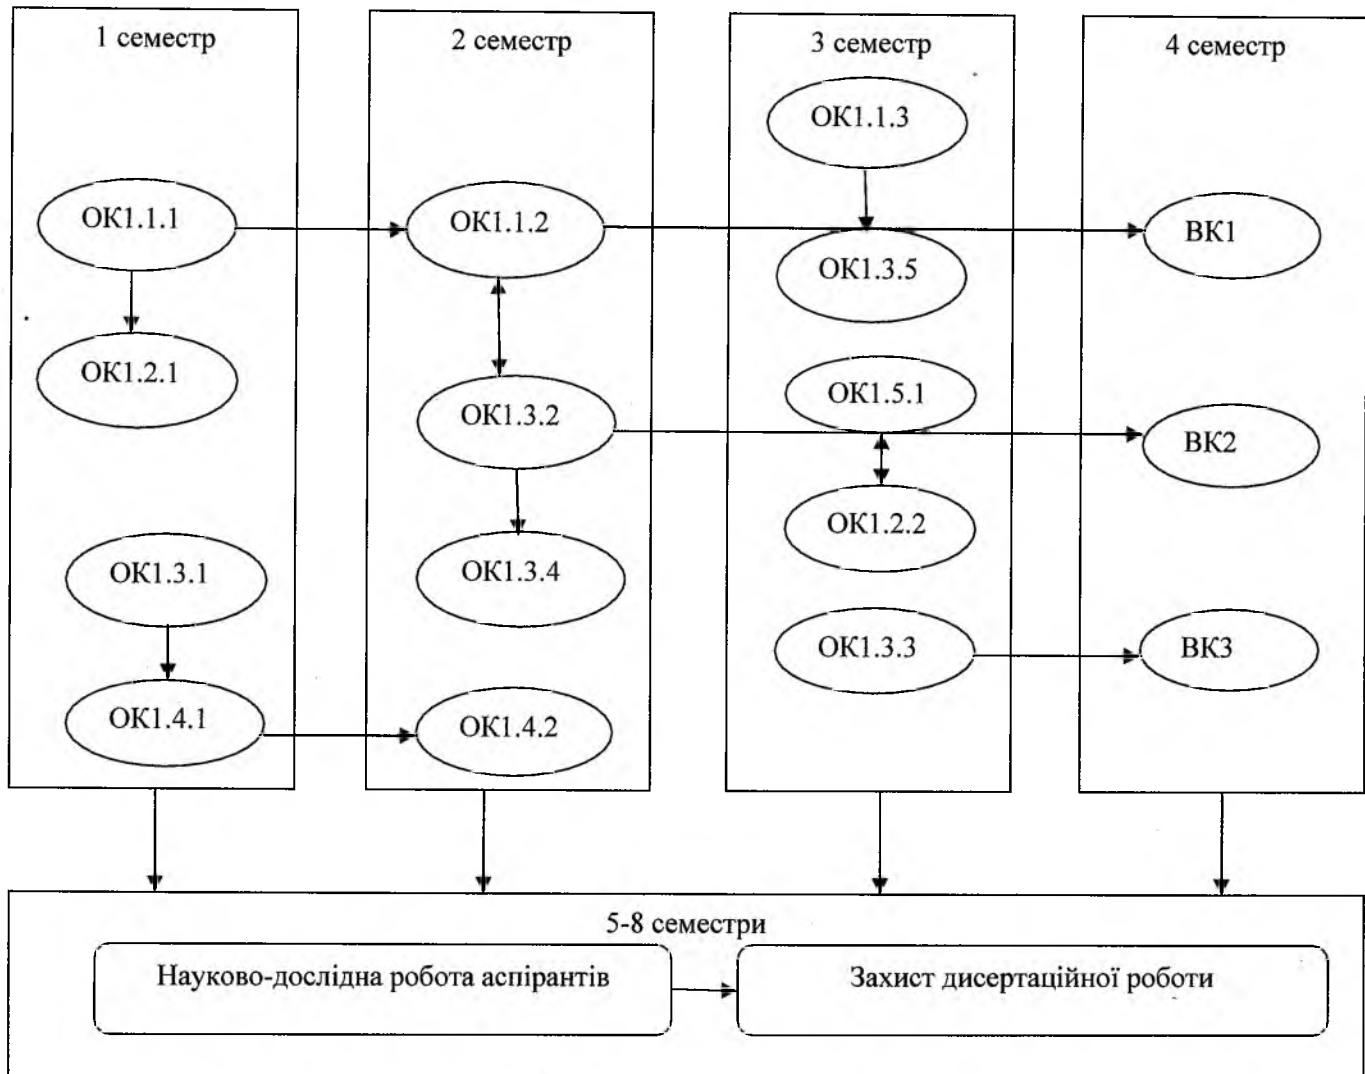 1 семестр
ОК1.1.1
ОК1.2.1
ОК1.3.1
ОК1.4.1
2 семестр
ОК1.1.2
ОК1.3.2
ОК1.3.4
ОК1.4.2
3 семестр
ОК1.1.3
ОК1.3.5
ОК1.5.1
ОК1.2.2
ОК1.3.3
4 семестр
ВК1
ВК2
ВК3
5-8 семестри
Науково-дослідна робота аспірантів
Захист дисертаційної роботи